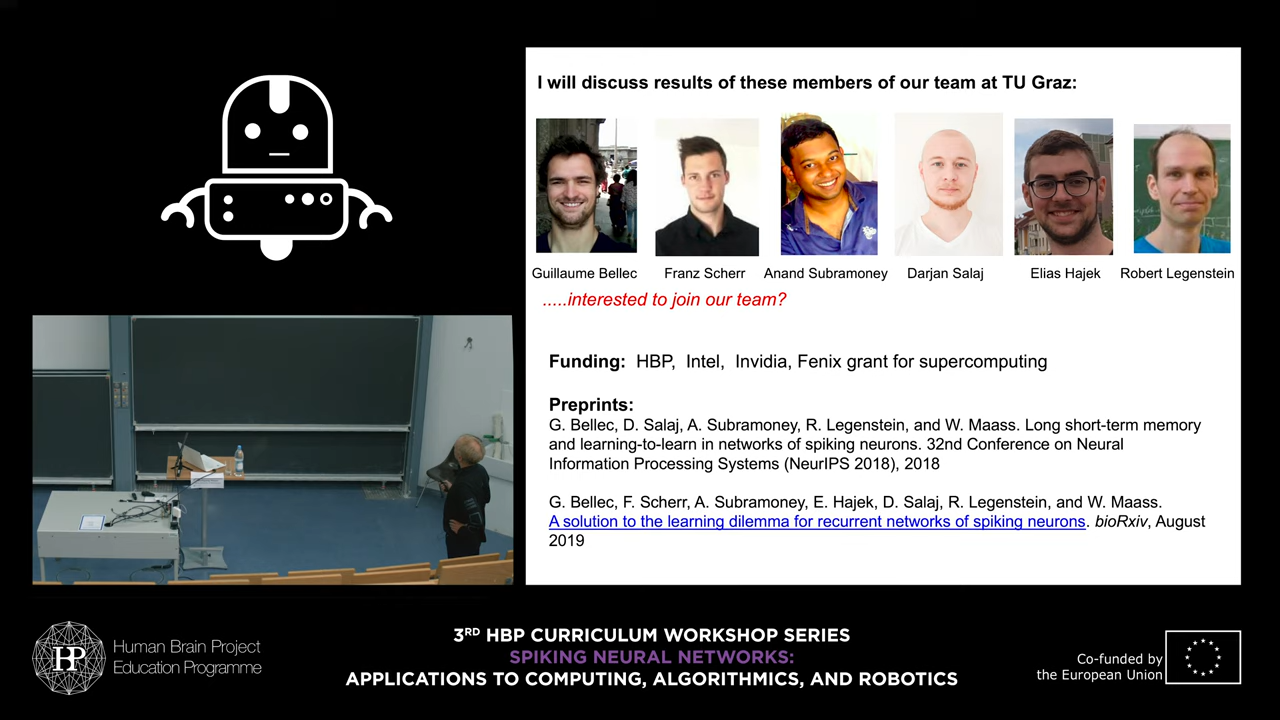 I will discuss results of these members of our team at TU Graz:
Guillaume Bellec Franz Scherr Anand Subramoney Darjan Salaj Elias Hajek Robert Legenstein
.....interested to join our team?
Funding: HBP, Intel, Invidia, Fenix grant for supercomputing
Preprints:
G. Bellec, D. Salaj, A. Subramoney, R. Legenstein, and W. Maass. Long short-term memory
and learning-to-learn in networks of spiking neurons. 32nd Conference on Neural
Information Processing Systems (NeurIPS 2018), 2018
G. Bellec, F. Scherr, A. Subramoney, E. Hajek, D. Salaj, R. Legenstein, and W. Maass.
A solution to the learning dilemma for recurrent networks of spiking neurons. bioRxiv, August
2019
HBP
Human Brain Project
Education Programme
3RD HBP CURRICULUM WORKSHOP SERIES
SPIKING NEURAL NETWORKS:
APPLICATIONS TO COMPUTING, ALGORITHMICS, AND ROBOTICS
Co-funded by
the European Union